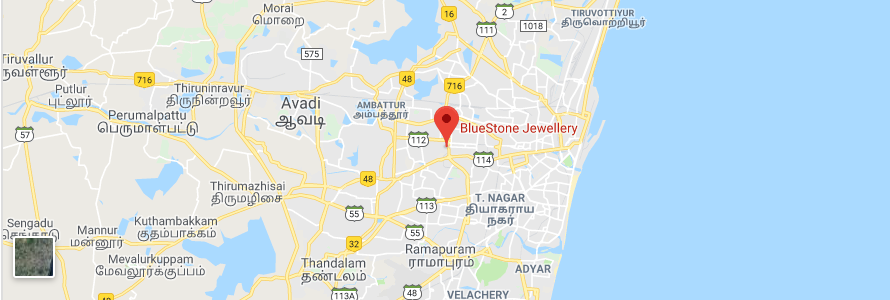 Morai
மொறை
16
2
111
1018
TIRUVOTTIYUR
திருவொற்றியூர்
575
Tiruvallur
716
Putlur
புட்லூர்
Thiruninravur
திருநின்றவூர்
48
716
Avadi
ஆவடி
AMBATTUR
அம்பத்தூர்
Perumalpattu
பெருமாள்பட்டு
57
112
BlueStone Jewellery
114
48
Thirumazhisai
திருமழிசை
55
113
T. NAGAR
தியாகராய
நகர்
Sengadu
Mannur
மன்னூர்
Kuthambakkam
குதம்பாக்கம்
55
32
Ramapuram
ராமாபுரம்
Mevalurkuppam
மேவலூர்க்குப்பம்
Thandalam
தண்டலம்
ADYAR
113A
48
VELACHERY